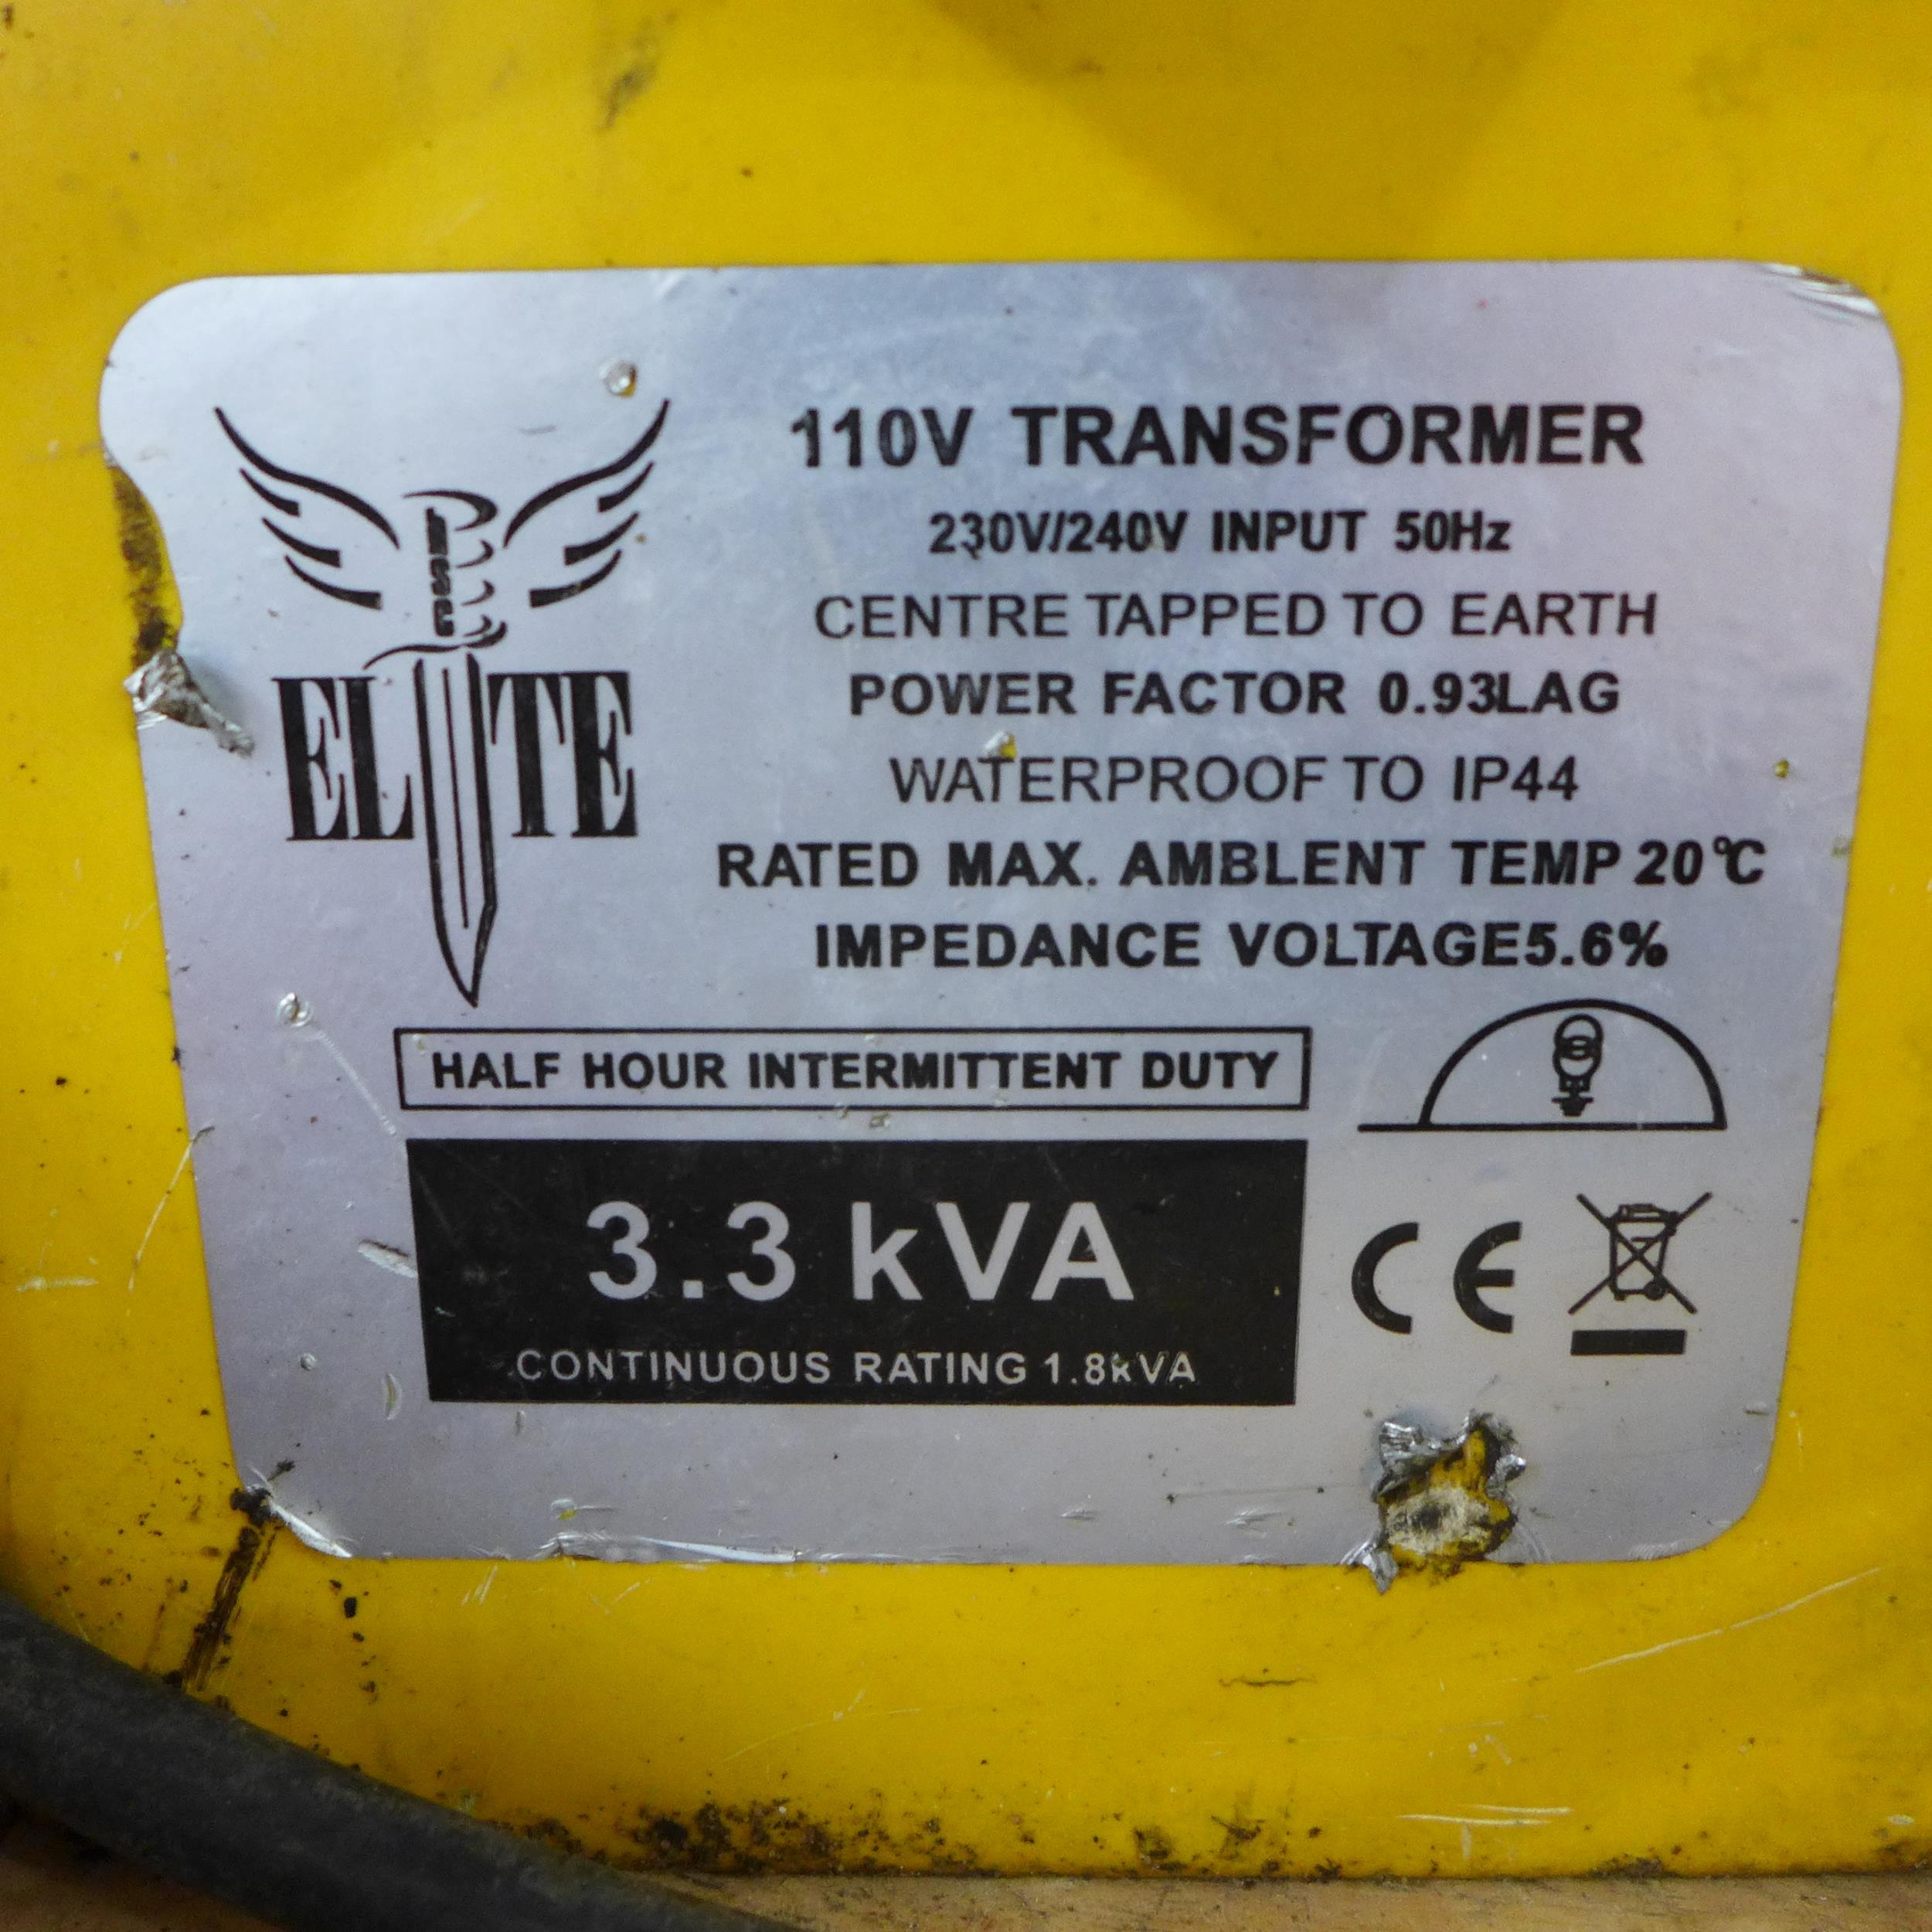 110V TRANSFORMER
230V/240V INPUT 50Hz
CENTRE TAPPED TO EARTH
POWER FACTOR 0.93LAG
WATERPROOF TO IP44
RATED MAX. AMBLENT TEMP 20℃
IMPEDANCE VOLTAGE5.6%
ELITE
HALF HOUR INTERMITTENT DUTY
3.3 kVA
CONTINUOUS RATING 1.8kVA
CE